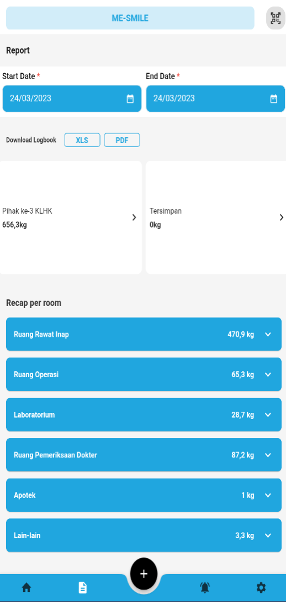 ME-SMILE
Report
Start Date *
End Date *
24/03/2023
24/03/2023
Download Logbook
XLS
PDF
Pihak ke-3 KLHK
656,3kg
Tersimpan
0kg
Recap per room
Ruang Rawat Inap
470,9 kg
Ruang Operasi
65,3 kg
Laboratorium
28,7 kg
Ruang Pemeriksaan Dokter
87,2 kg
Apotek
1 kg
Lain-lain
3,3 kg